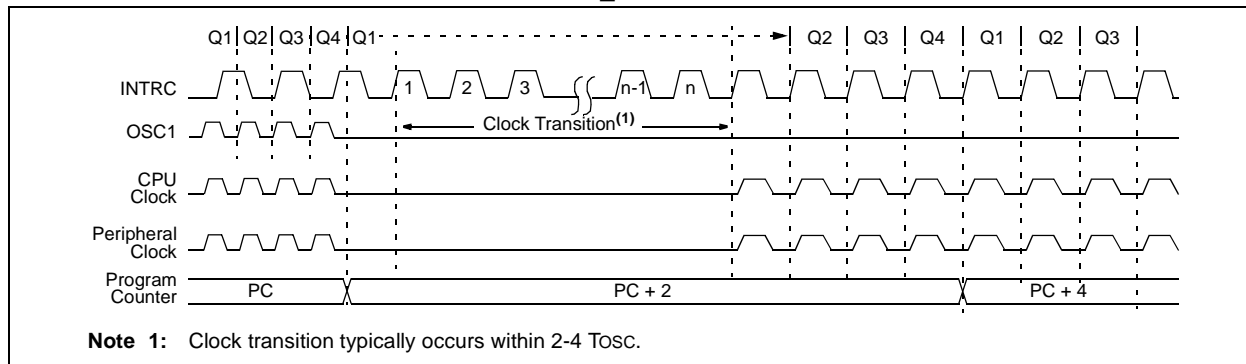 Q1 Q2 Q3 Q4 Q1 Q2 Q3 Q4 Q1 Q2 Q3
INTRC 1 2 3 n-1 n
OSC1 Clock Transition(1)
CPU
Clock
Peripheral
Clock
Program
Counter PC PC + 2 PC + 4
Note 1: Clock transition typically occurs within 2-4 TOSC.